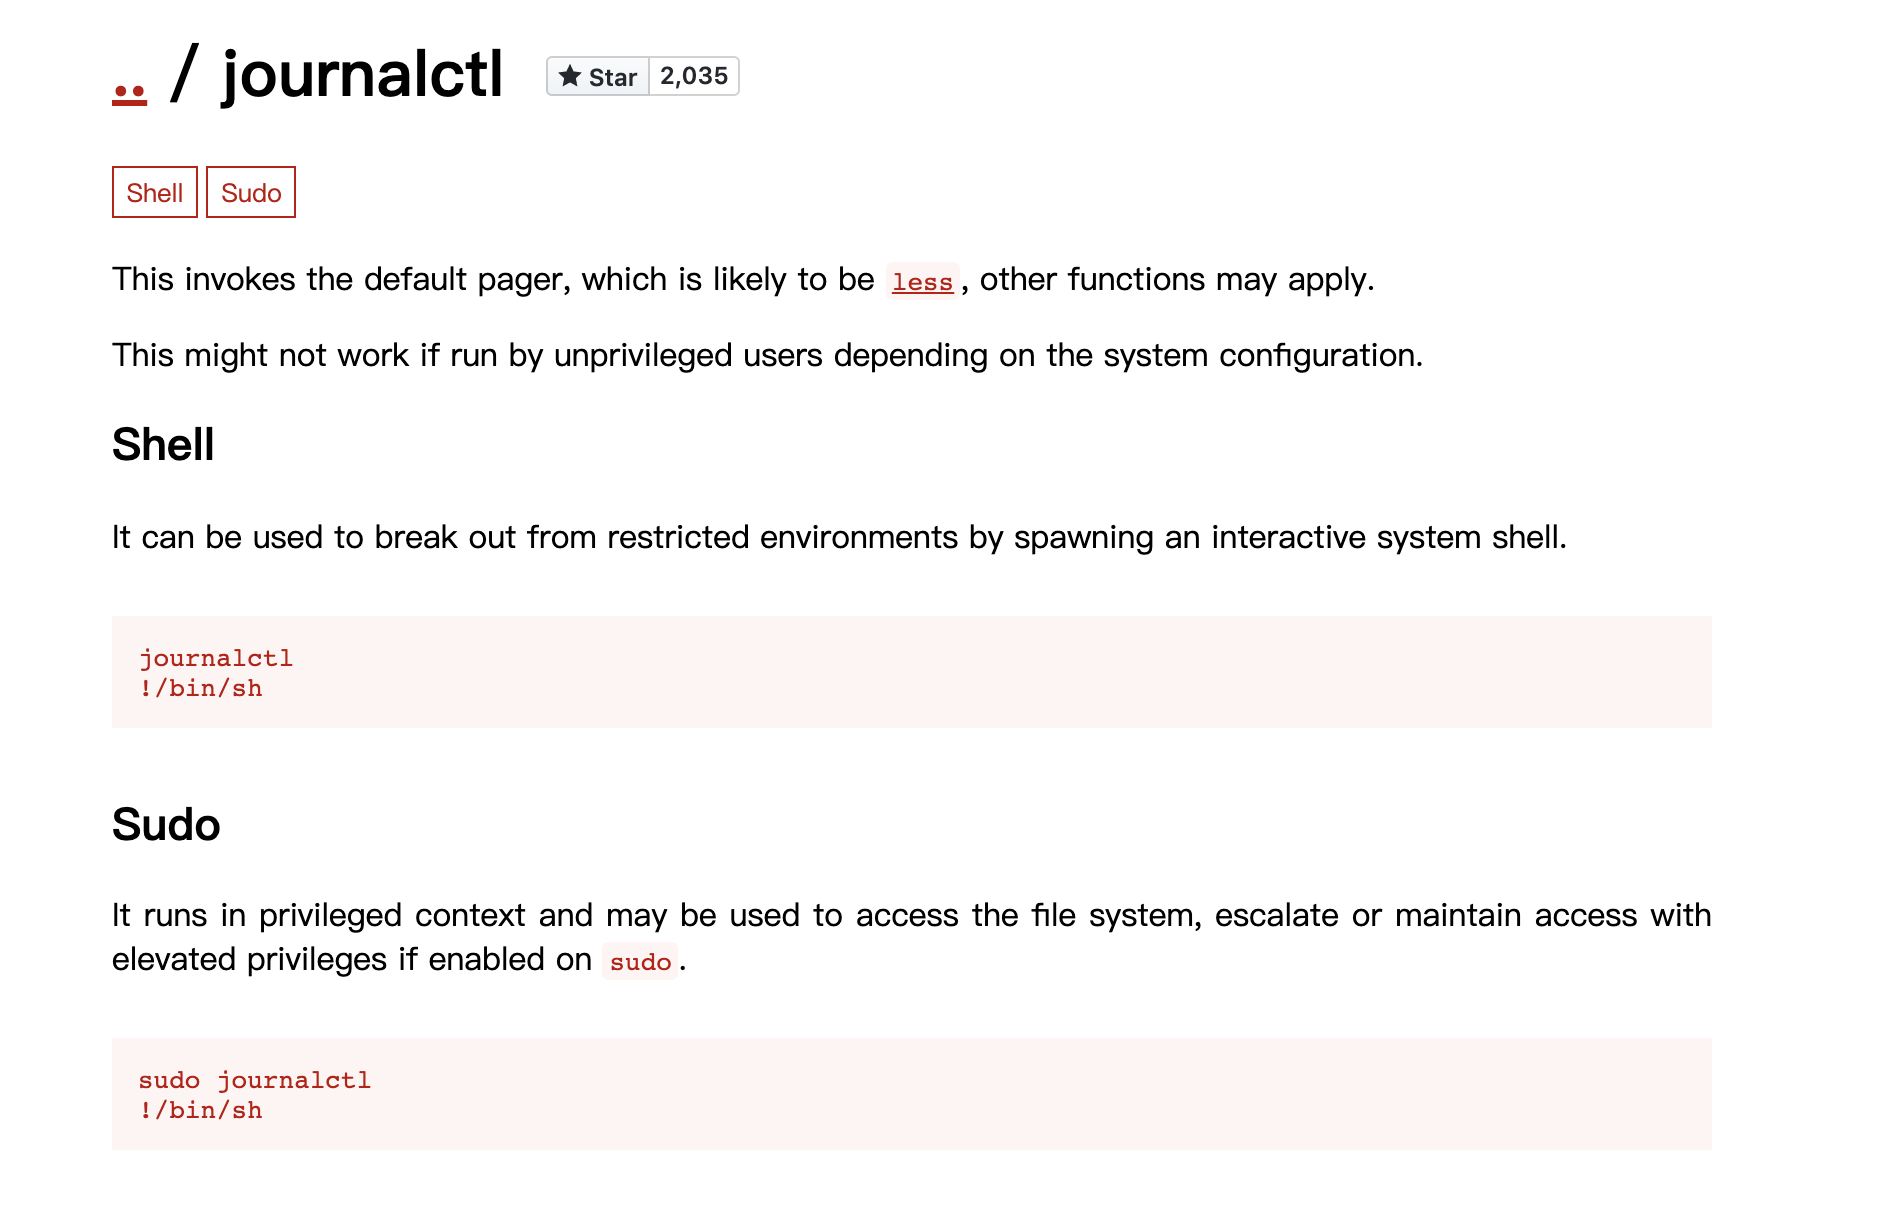 .. / journalctl ★ Star 2,035
Shell Sudo
This invokes the default pager, which is likely to be less, other functions may apply.
This might not work if run by unprivileged users depending on the system configuration.
Shell
It can be used to break out from restricted environments by spawning an interactive system shell.
journalctl
!/bin/sh
Sudo
It runs in privileged context and may be used to access the file system, escalate or maintain access with
elevated privileges if enabled on sudo.
sudo journalctl
!/bin/sh